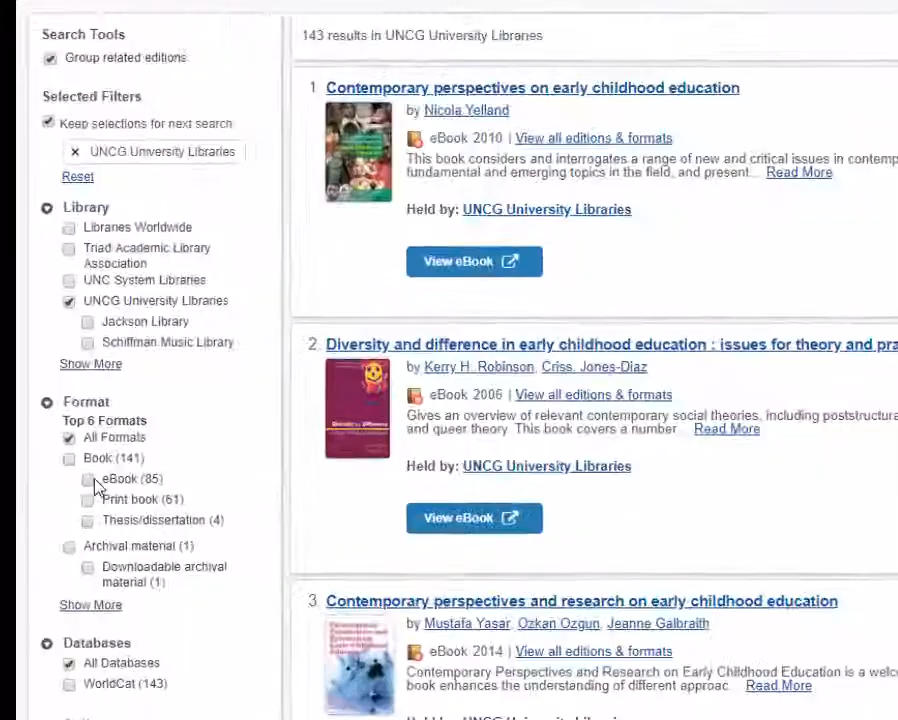 Search Tools
Group related editions
Selected Filters
Keep selections for next search
× UNCG University Libraries
Reset
Library
Libraries Worldwide
Triad Academic Library
Association
UNC System Libraries
UNCG University Libraries
Jackson Library
Schiffman Music Library
Show More
Format
Top 6 Formats
All Formats
Book (141)
eBook (85)
Print book (61)
Thesis/dissertation (4)
Archival material (1)
Downloadable archival
material (1)
Show More
Databases
All Databases
WorldCat (143)
143 results in UNCG University Libraries
1 Contemporary perspectives on early childhood education
by Nicola Yelland
eBook 2010 | View all editions & formats
This book considers and interrogates a range of new and critical issues in contemp
fundamental and emerging topics in the field, and present... Read More
Held by: UNCG University Libraries
View eBook
2. Diversity and difference in early childhood education : issues for theory and pra
by Kerry H. Robinson, Criss. Jones-Diaz
eBook 2006 | View all editions & formats
Gives an overview of relevant contemporary social theories, including poststructura
and queer theory. This book covers a number... Read More
Held by: UNCG University Libraries
View eBook
3. Contemporary perspectives and research on early childhood education
by Mustafa Yasar, Ozkan Ozgun, Jeanne Galbraith
eBook 2014 | View all editions & formats
Contemporary Perspectives and Research on Early Childhood Education is a welc
book enhances the understanding of different approac... Read More
Held by: UNCG University Libraries